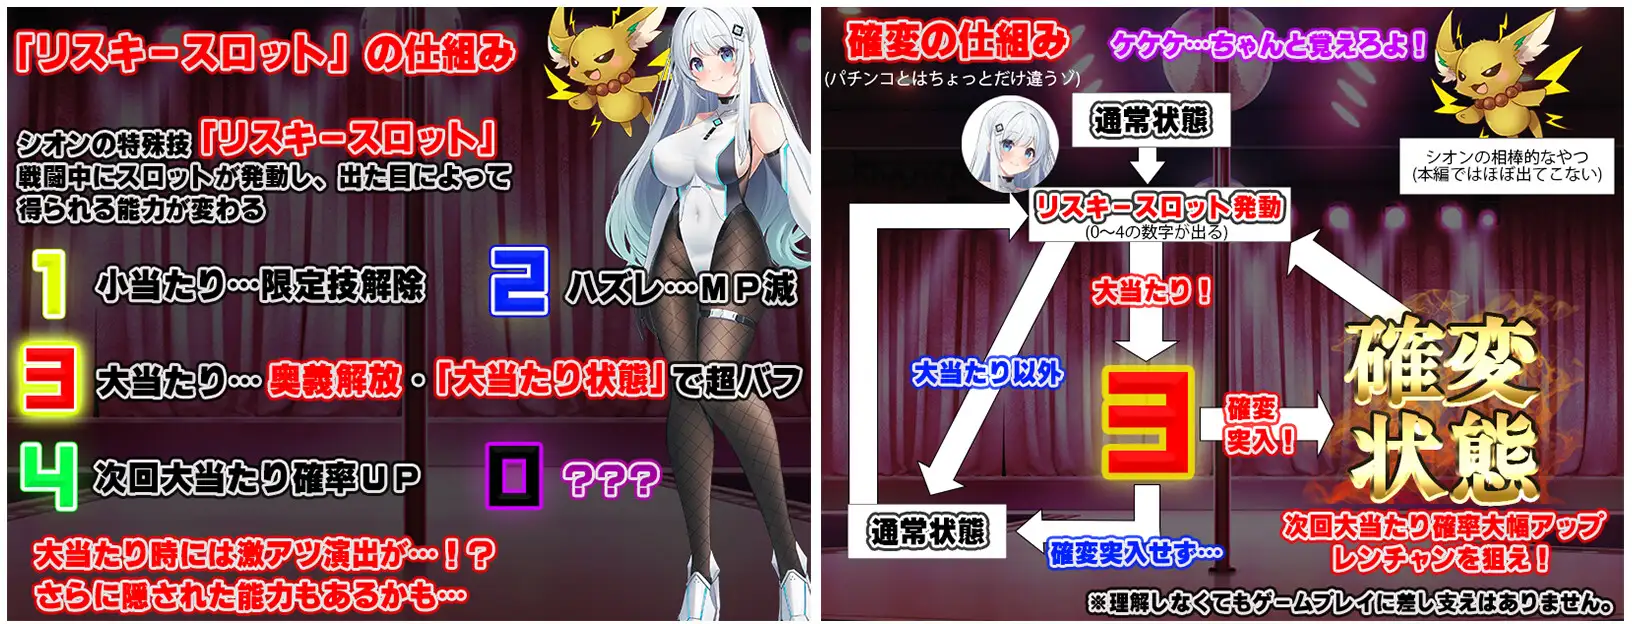 「リスキースロット」の仕組み
シオンの特殊技「リスキースロット」
戦闘中にスロットが発動し、出た目によって
得られる能力が変わる
1 小当たり…限定技解除
2 ハズレ…ＭＰ減
3 大当たり…奥義解放・「大当たり状態」で超バフ
4 次回大当たり確率ＵＰ
0 ？？？
大当たり時には激アツ演出が…！？
さらに隠された能力もあるかも…
確変の仕組み
(パチンコとはちょっとだけ違うゾ)
ケケケ…ちゃんと覚えろよ！
通常状態
シオンの相棒的なやつ
(本編ではほぼ出てこない)
リスキースロット発動
(0～4の数字が出る)
大当たり！
大当たり以外
3
確変
突入！
確変
状態
通常状態
確変突入せず…
次回大当たり確率大幅アップ
レンチャンを狙え！
※理解しなくてもゲームプレイに差し支えはありません。